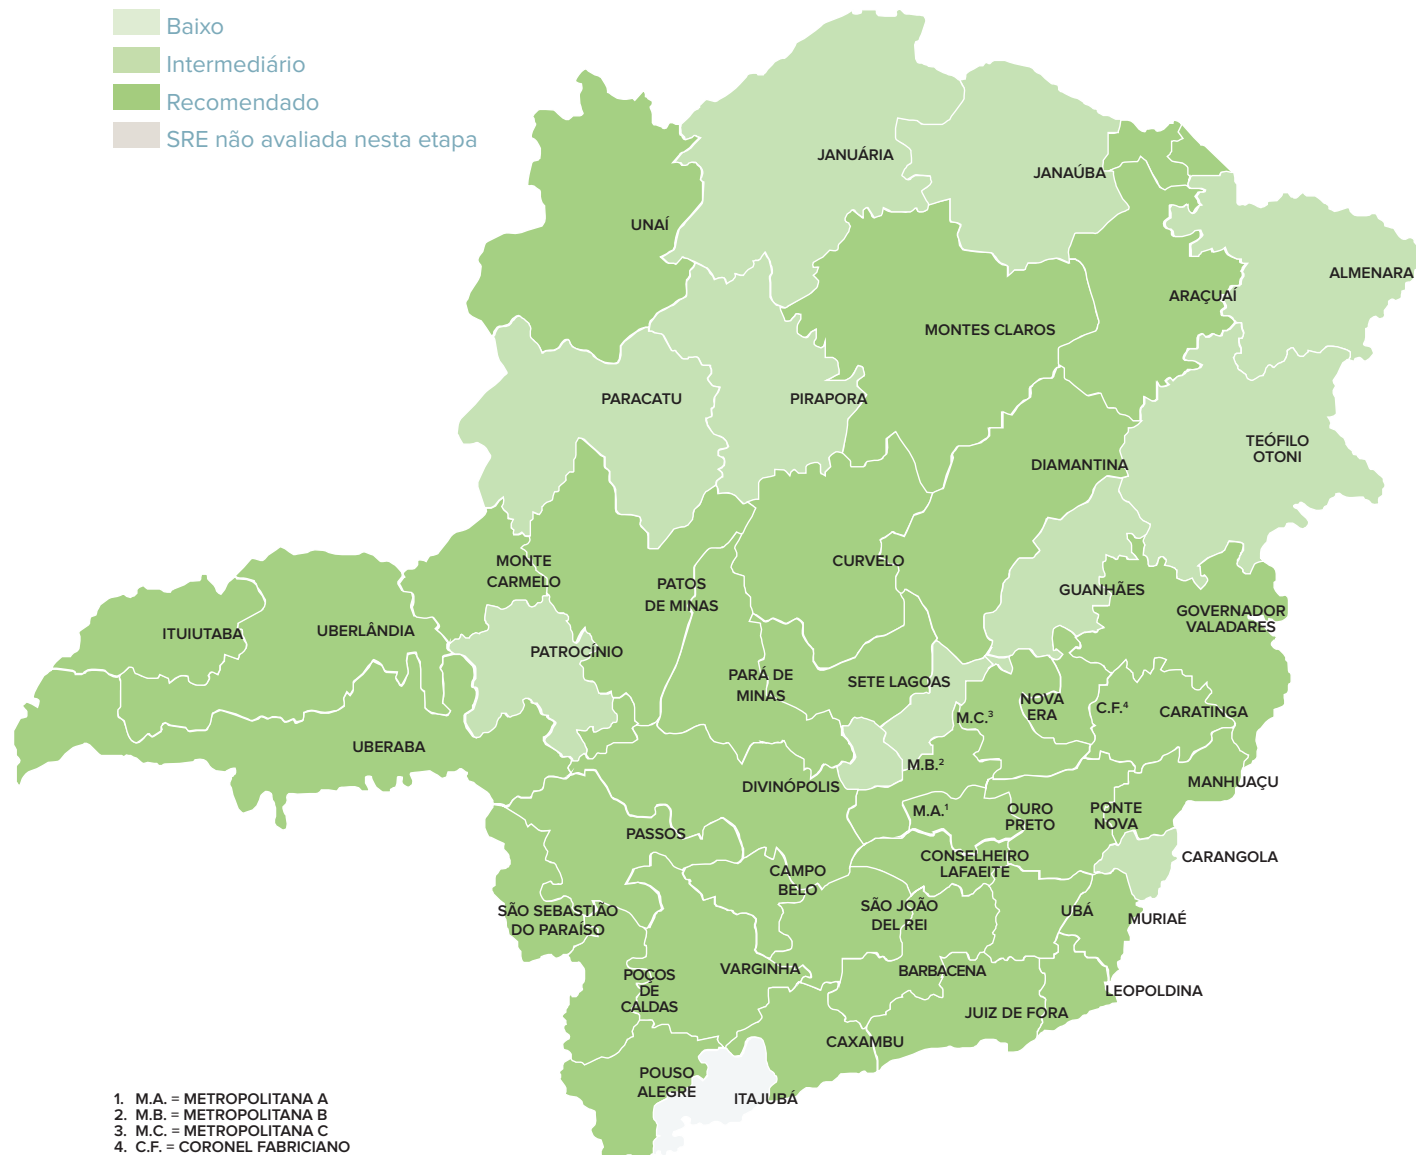 Baixo
Intermediário
Recomendado
SRE não avaliada nesta etapa
JANUÁRIA
JANAÚBA
UNAÍ
ALMENARA
ARAÇUAÍ
MONTES CLAROS
PARACATU
PIRAPORA
TEÓFILO
OTONI
DIAMANTINA
MONTE
CARMELO
CURVELO
PATOS
DE MINAS
GUANHÃES
GOVERNADOR
VALADARES
ITUIUTABA
UBERLÂNDIA
PATROCÍNIO
PARÁ DE
MINAS
SETE LAGOAS
NOVA
ERA
C.F.⁴
CARATINGA
M.C.³
UBERABA
M.B.²
MANHUAÇU
DIVINÓPOLIS
M.A.¹
OURO
PRETO
PONTE
NOVA
PASSOS
CONSELHEIRO
LAFAEITE
CARANGOLA
CAMPO
BELO
SÃO SEBASTIÃO
DO PARAÍSO
SÃO JOÃO
DEL REI
UBÁ
MURIAÉ
VARGINHA
BARBACENA
POÇOS
DE
CALDAS
LEOPOLDINA
JUIZ DE FORA
CAXAMBU
POUSO
ALEGRE
ITAJUBÁ
1. M.A. = METROPOLITANA A
2. M.B. = METROPOLITANA B
3. M.C. = METROPOLITANA C
4. C.F. = CORONEL FABRICIANO